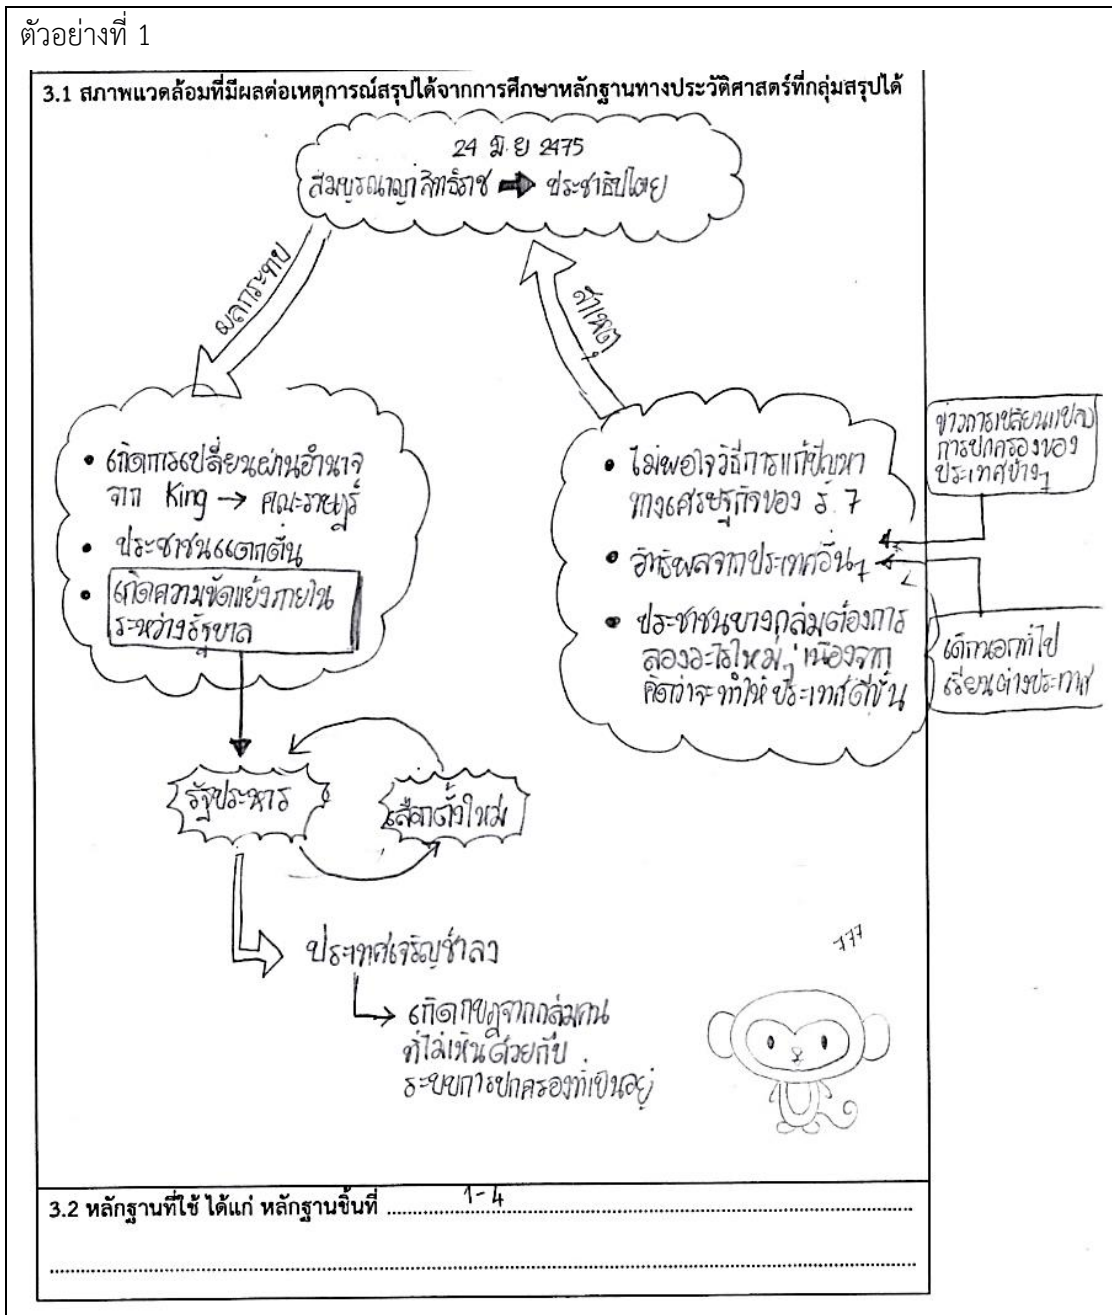 ตัวอย่างที่ 1
3.1 สภาพแวดล้อมที่มีผลต่อเหตุการณ์สรุปได้จากการศึกษาหลักฐานทางประวัติศาสตร์ที่กลุ่มสรุปได้
24 มิ.ย 2475
สมบูรณาญาสิทธิราช ➡ ประชาธิปไตย
ผลกระทบ
สาเหตุ
• เกิดการเปลี่ยนผ่านอำนาจ
จาก King → คณะราษฎร์
• ประชาชนแตกตื่น
• เกิดความขัดแย้งภายใน
ระหว่างรัฐบาล
• ไม่พอใจวิธีการแก้ปัญหา
ทางเศรษฐกิจของ ร.7
• อิทธิพลจากประเทศอื่นๆ
• ประชาชนบางกลุ่มต้องการ
ลองอะไรใหม่ๆ เนื่องจาก
คิดว่าจะทำให้ประเทศดีขึ้น
ข่าวการเปลี่ยนแปลง
การปกครองของ
ประเทศข้างๆ
เด็กนอกที่ไป
เรียนต่างประเทศ
รัฐประหาร
เลือกตั้งใหม่
ประเทศเจริญช้าลง
→ เกิดกบฏจากกลุ่มคน
ที่ไม่เห็นด้วยกับ
ระบบการปกครองที่เป็นอยู่
3.2 หลักฐานที่ใช้ ได้แก่ หลักฐานชิ้นที่ 1-4